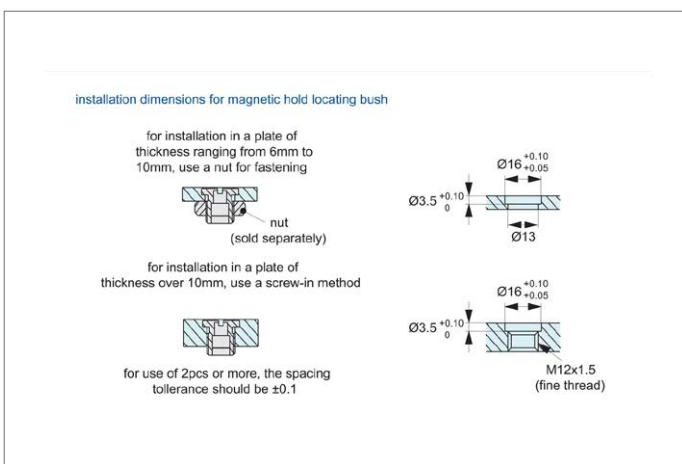 installation dimensions for magnetic hold locating bush
for installation in a plate of
thickness ranging from 6mm to
10mm, use a nut for fastening
nut
(sold separately)
Ø16 +0.10
+0.05
Ø3.5 +0.10
0
Ø13
for installation in a plate of
thickness over 10mm, use a screw-in method
for use of 2pcs or more, the spacing
tollerance should be ±0.1
Ø16 +0.10
+0.05
Ø3.5 +0.10
0
M12x1.5
(fine thread)